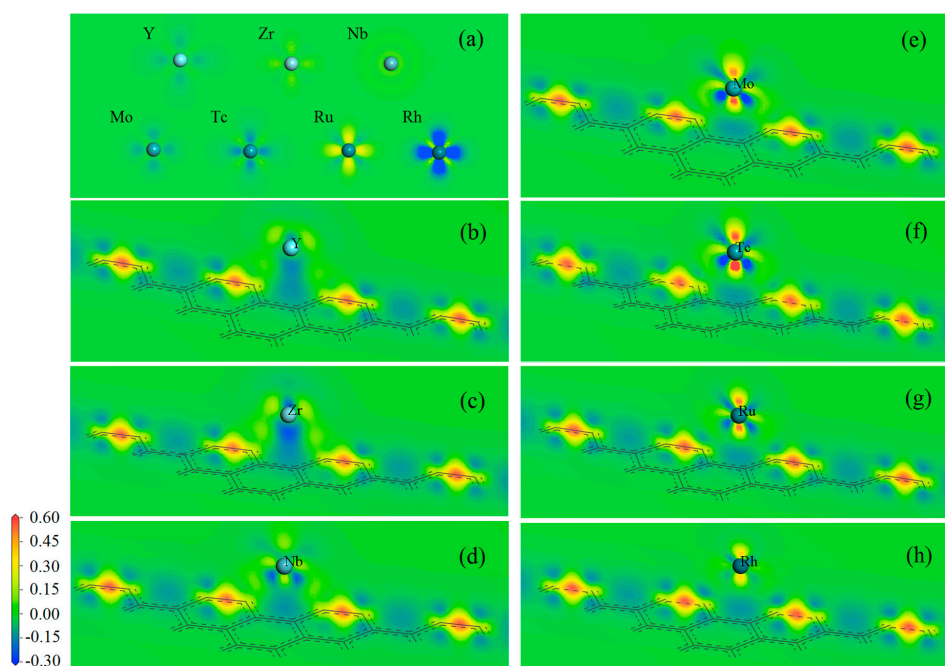 Y Zr Nb (a)
Mo Tc Ru Rh
(b)
Y
(c)
Zr
(d)
Nb
0.60
0.45
0.30
0.15
0.00
-0.15
-0.30
(e)
Mo
(f)
Tc
(g)
Ru
(h)
Rh